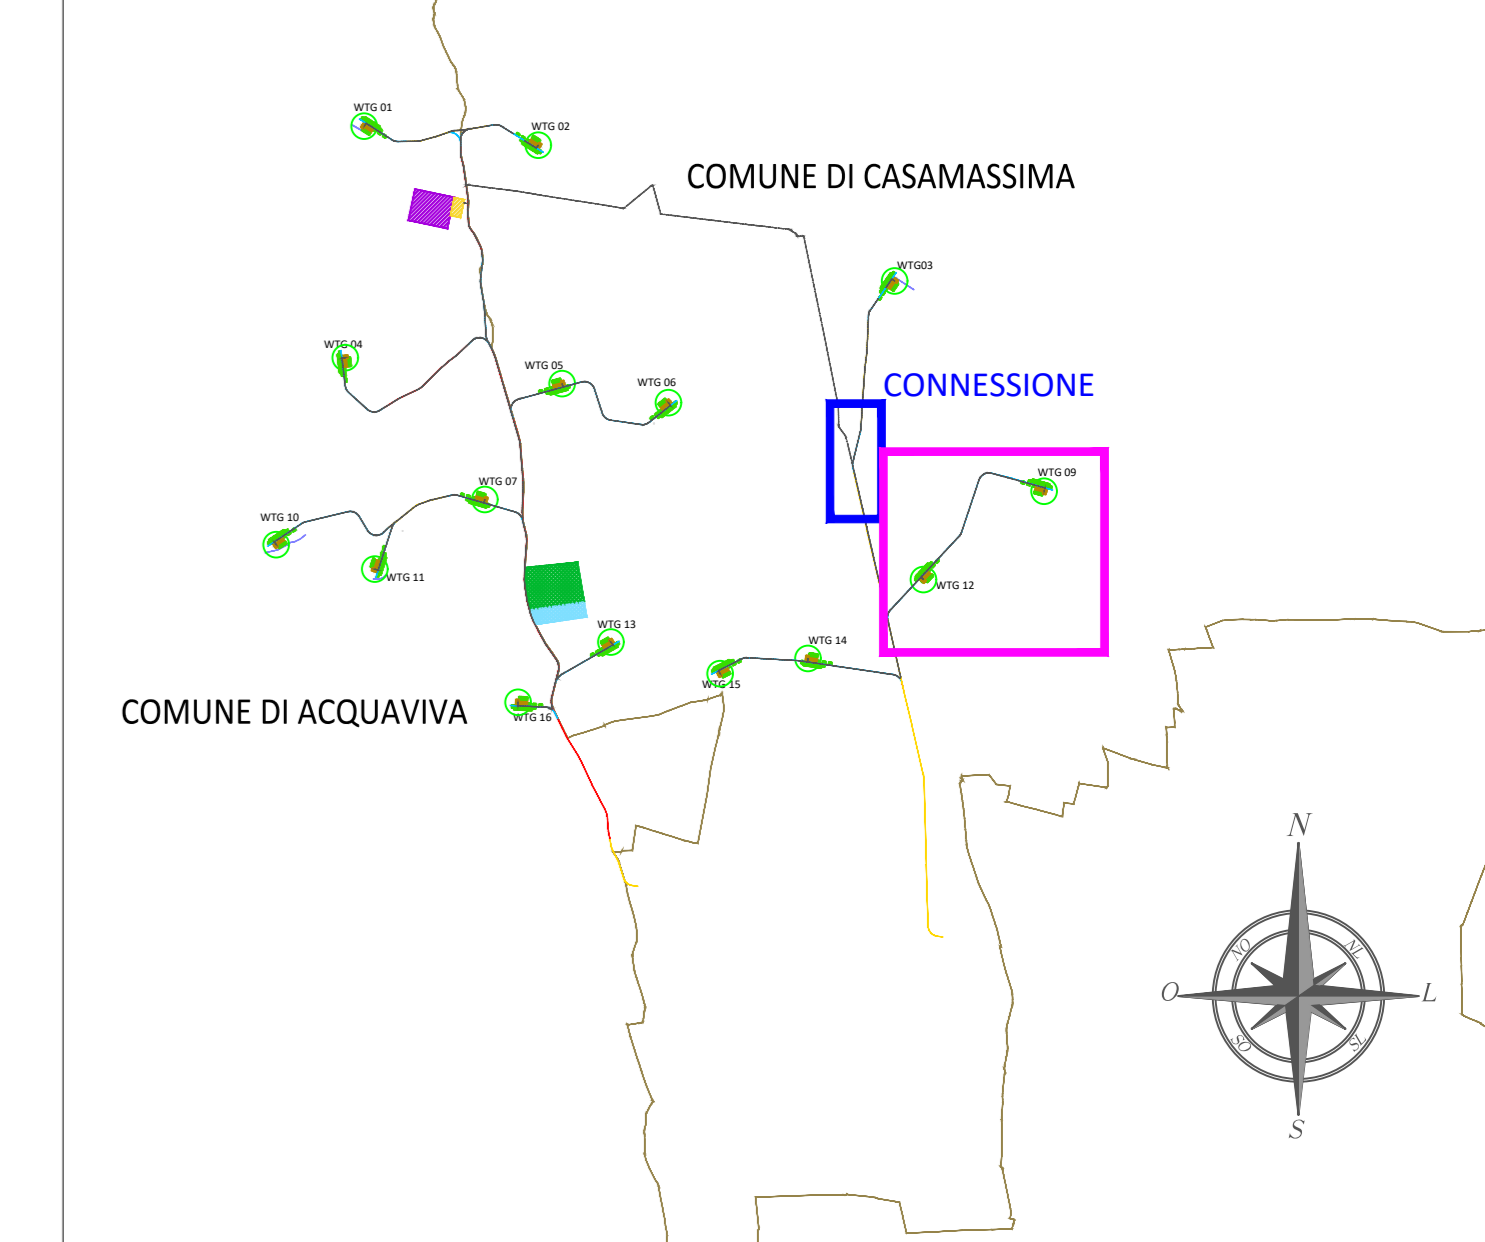 WTG 01
WTG 02
COMUNE DI CASAMASSIMA
WTG03
WTG 04
WTG 05
WTG 06
CONNESSIONE
WTG 07
WTG 09
WTG 10
WTG 11
WTG 12
WTG 13
WTG 14
WTG 15
COMUNE DI ACQUAVIVA
WTG 16
N
NO
NL
O
L
SO
SL
S